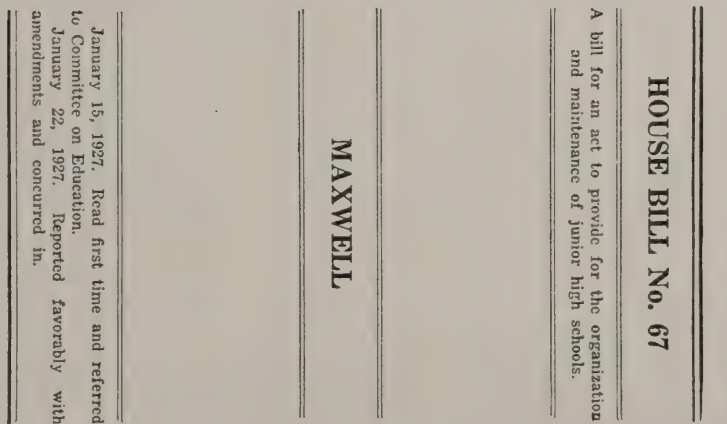 HOUSE BILL No. 67
A bill for an act to provide for the organization
and maintenance of junior high schools.
MAXWELL
January 15, 1927. Read first time and referred
to Committee on Education.
January 22, 1927. Reported favorably with
amendments and concurred in.